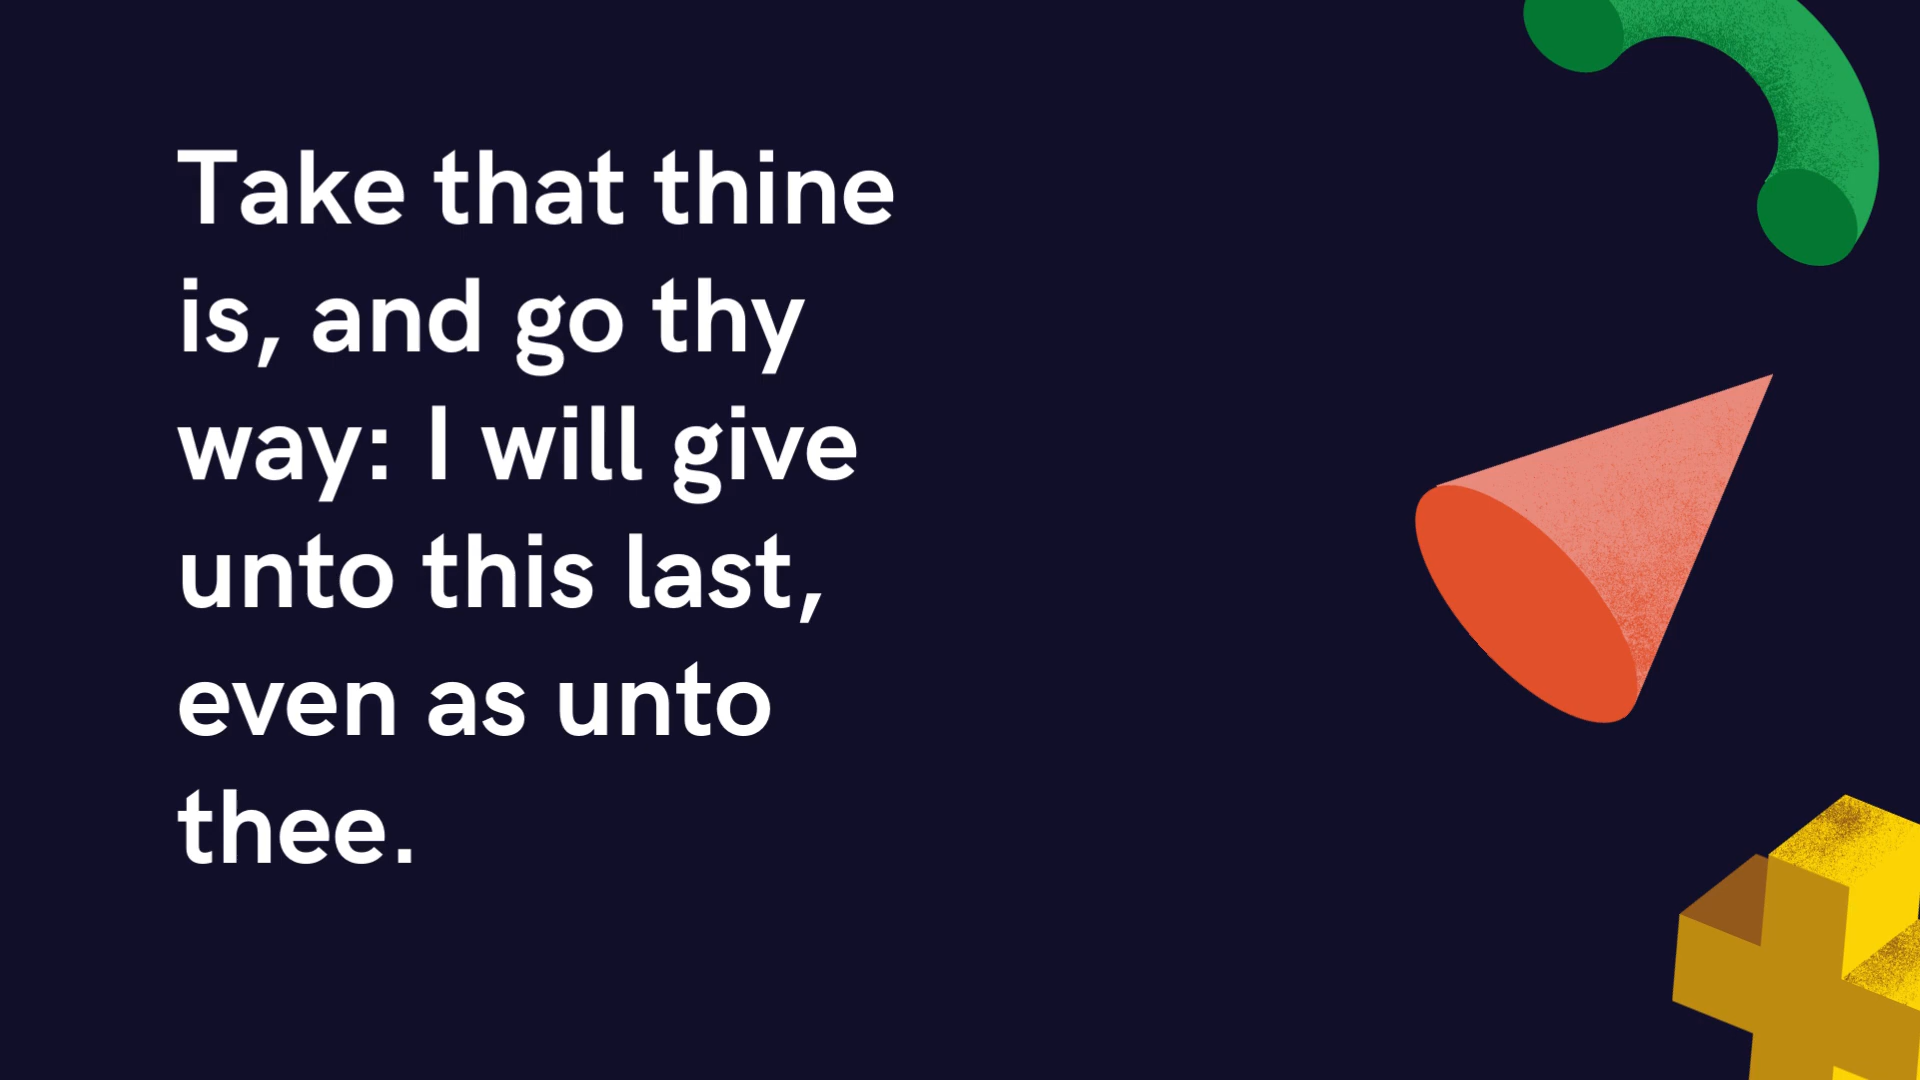 Take that thine
is, and go thy
way: I will give
unto this last,
even as unto
thee.